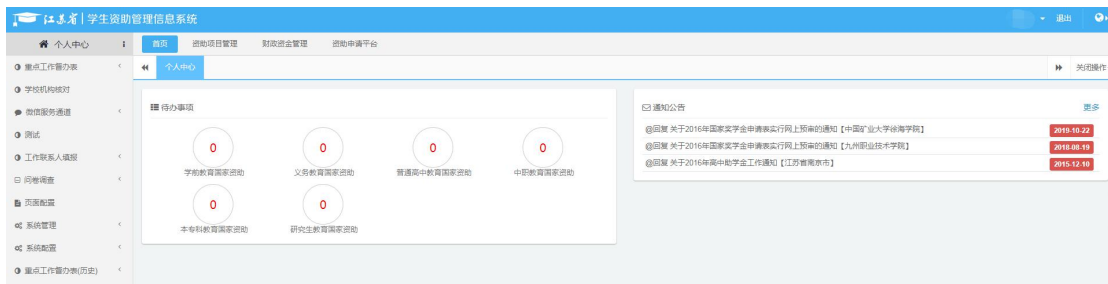 江苏省 | 学生资助管理信息系统
退出
个人中心
首页
资助项目管理
财政资金管理
资助申请平台
重点工作督办表
个人中心
关闭操作
学校机构核对
微信服务通道
测试
工作联系人填报
问卷调查
页面配置
系统管理
系统配置
重点工作督办表(历史)
待办事项
0
学前教育国家资助
0
义务教育国家资助
0
普通高中教育国家资助
0
中职教育国家资助
0
本专科教育国家资助
0
研究生教育国家资助
通知公告
更多
@回复 关于2016年国家奖学金申请表实行网上预审的通知【中国矿业大学徐海学院】
2019-10-22
@回复 关于2016年国家奖学金申请表实行网上预审的通知【九州职业技术学院】
2018-08-19
@回复 关于2016年高中助学金工作通知【江苏省南京市】
2015-12-10